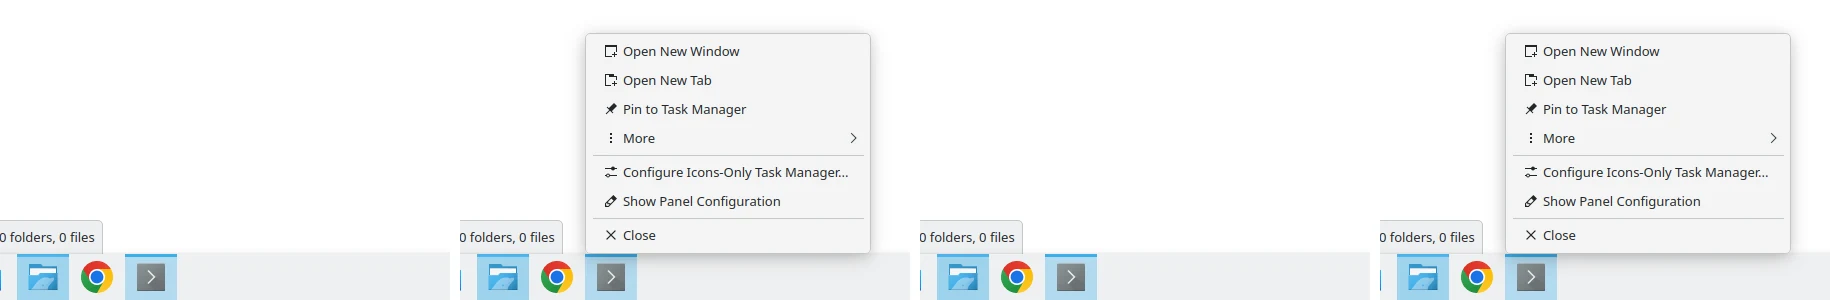 0 folders, 0 files
Open New Window
Open New Tab
Pin to Task Manager
More
Configure Icons-Only Task Manager...
Show Panel Configuration
Close
0 folders, 0 files
0 folders, 0 files
Open New Window
Open New Tab
Pin to Task Manager
More
Configure Icons-Only Task Manager...
Show Panel Configuration
Close
0 folders, 0 files